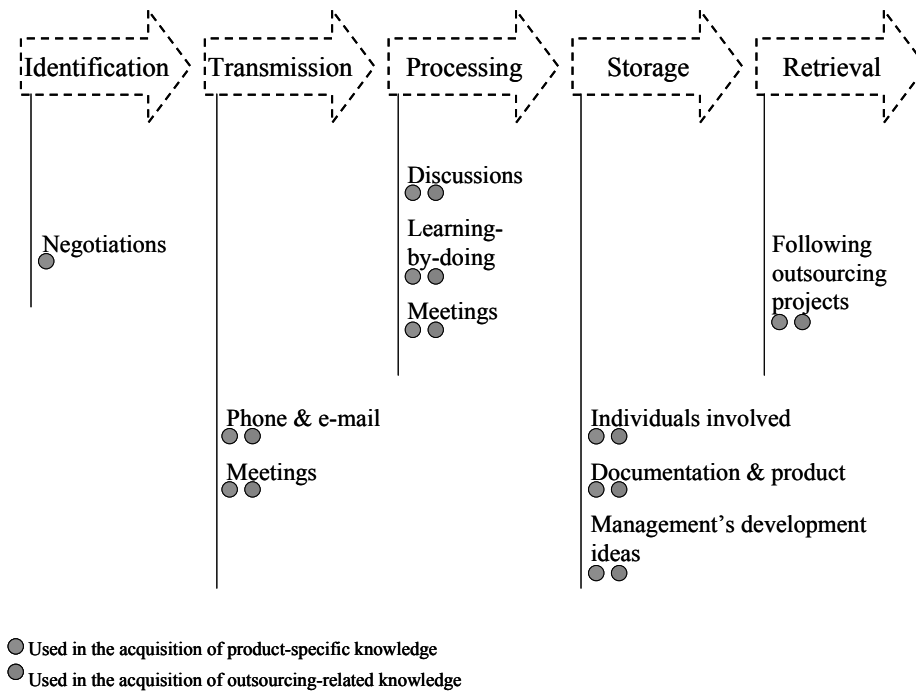 Identification
Transmission
Processing
Storage
Retrieval
Negotiations
Phone & e-mail
Meetings
Discussions
Learning-
by-doing
Meetings
Individuals involved
Documentation & product
Management’s development
ideas
Following
outsourcing
projects
Used in the acquisition of product-specific knowledge
Used in the acquisition of outsourcing-related knowledge